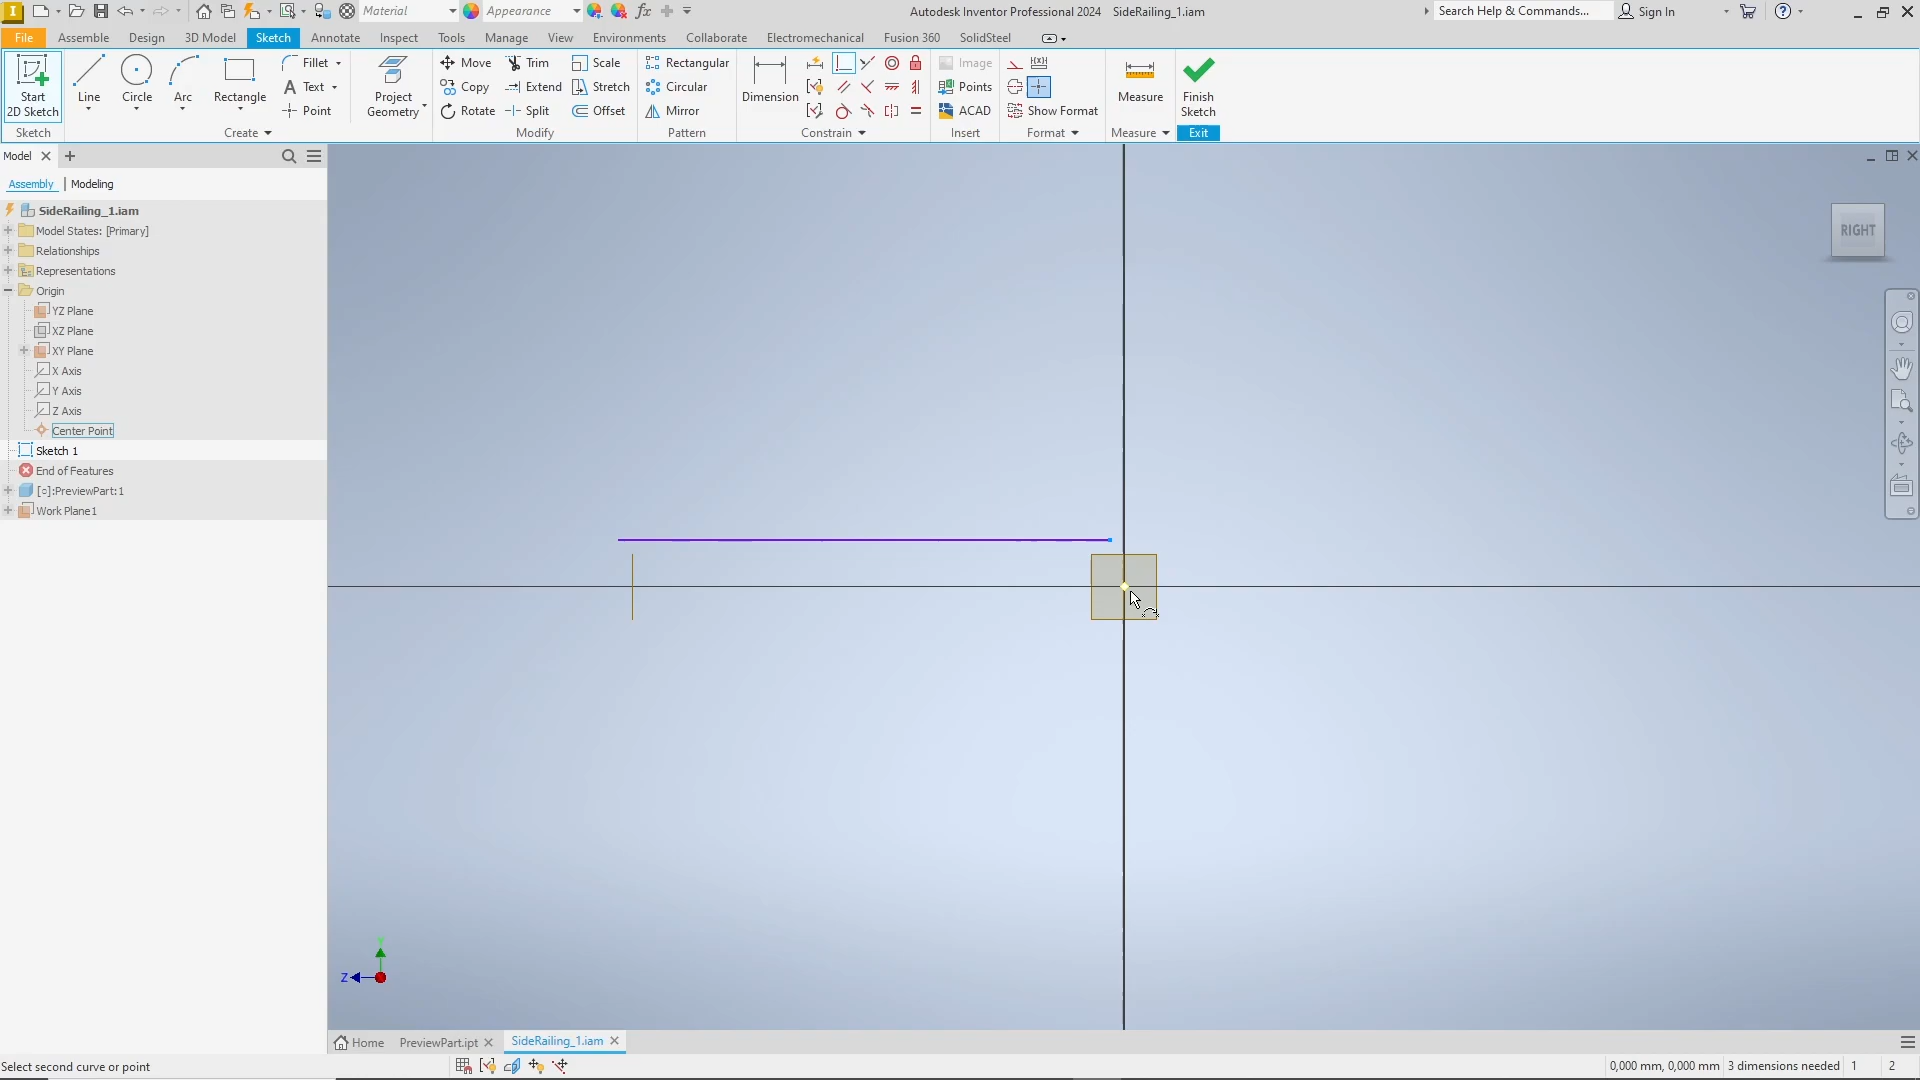 Material
Appearance
fx
Autodesk Inventor Professional 2024 SideRailing_1.iam
Search Help & Commands...
Sign In
File Assemble Design 3D Model Sketch Annotate Inspect Tools Manage View Environments Collaborate Electromechanical Fusion 360 SolidSteel
Start
2D Sketch
Line
Circle
Arc
Rectangle
Fillet
Text
Point
Project
Geometry
Move
Copy
Rotate
Trim
Extend
Split
Scale
Stretch
Offset
Rectangular
Circular
Mirror
Dimension
Image
Points
ACAD
Show Format
Measure
Finish
Sketch
Sketch Create Modify Pattern Constrain Insert Format Measure Exit
Model
Assembly | Modeling
SideRailing_1.iam
Model States: [Primary]
Relationships
Representations
Origin
YZ Plane
XZ Plane
XY Plane
X Axis
Y Axis
Z Axis
Center Point
Sketch 1
End of Features
[○]:PreviewPart:1
Work Plane1
RIGHT
Y
Z
Home PreviewPart.ipt SideRailing_1.iam
Select second curve or point
0,000 mm, 0,000 mm 3 dimensions needed 1 2